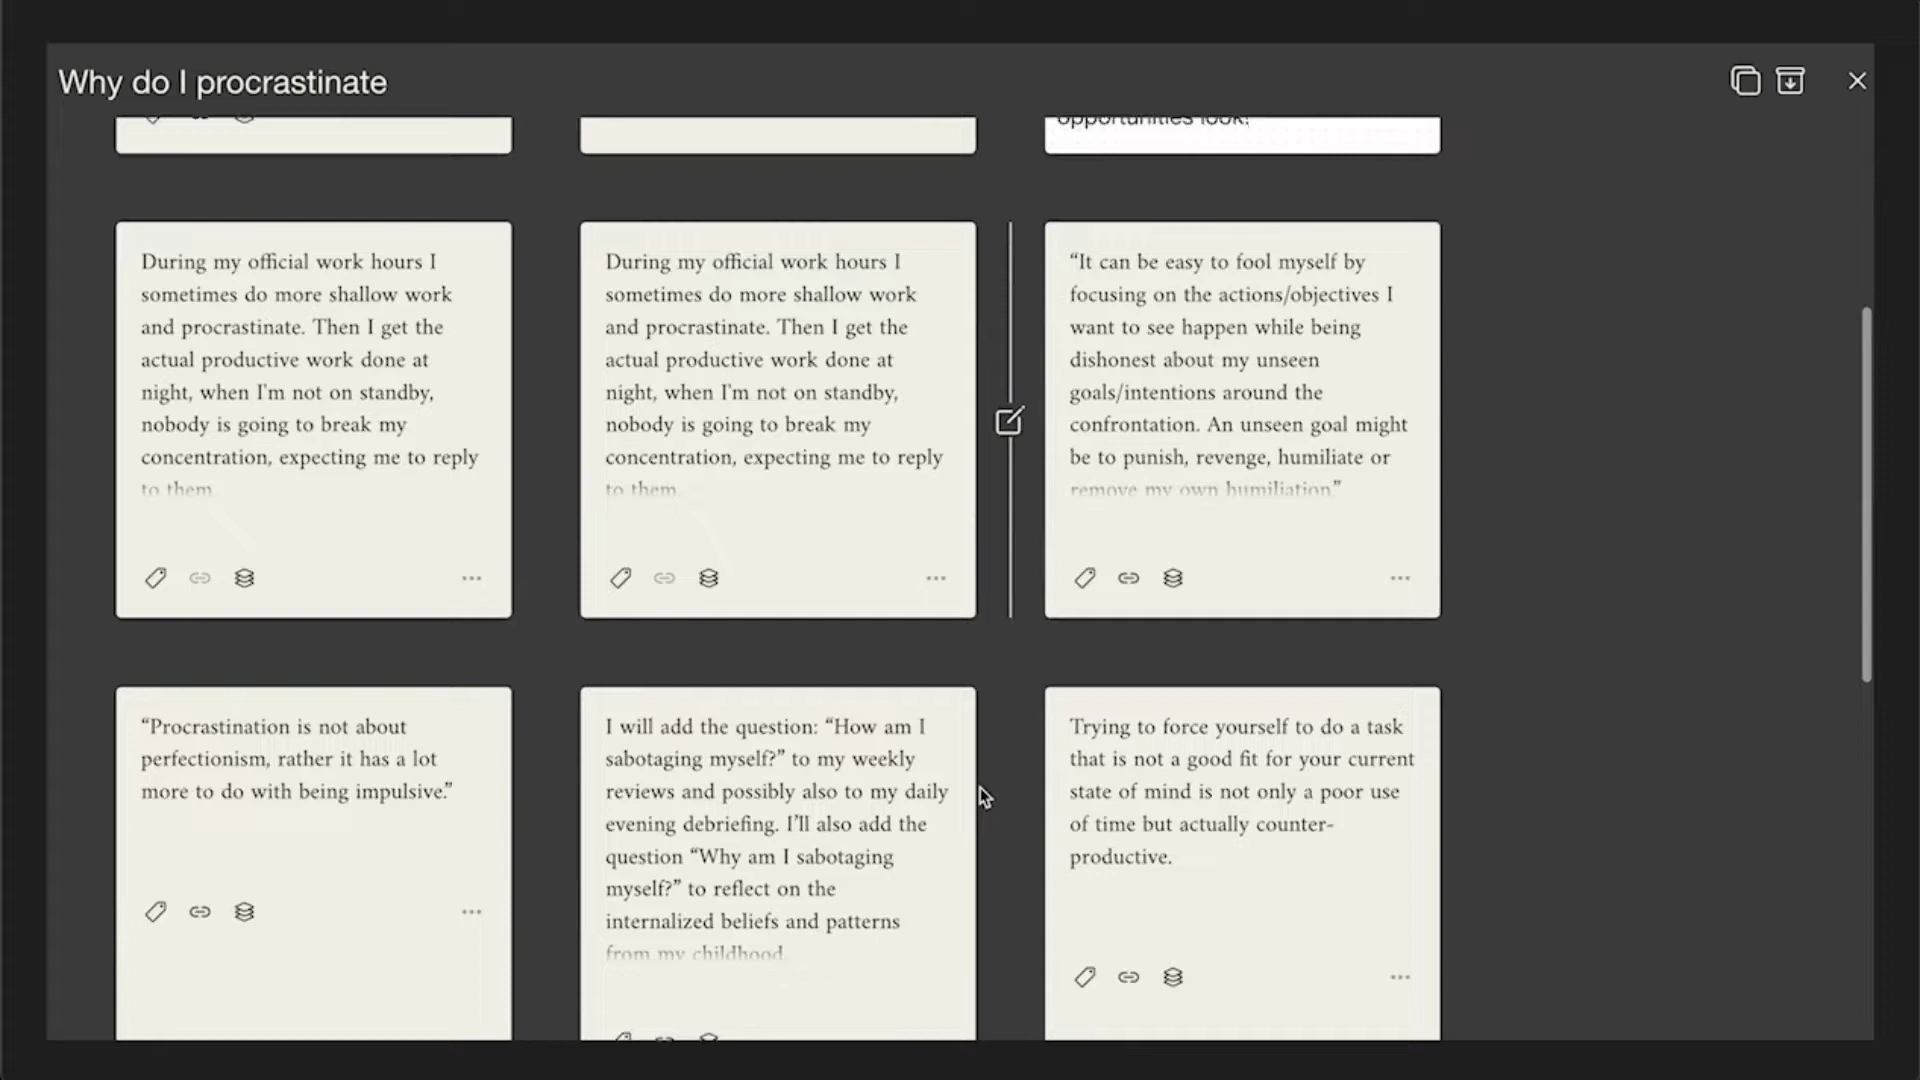 Why do I procrastinate
opportunities look!
During my official work hours I
sometimes do more shallow work
and procrastinate. Then I get the
actual productive work done at
night, when I'm not on standby,
nobody is going to break my
concentration, expecting me to reply
to them.
During my official work hours I
sometimes do more shallow work
and procrastinate. Then I get the
actual productive work done at
night, when I'm not on standby,
nobody is going to break my
concentration, expecting me to reply
to them.
“It can be easy to fool myself by
focusing on the actions/objectives I
want to see happen while being
dishonest about my unseen
goals/intentions around the
confrontation. An unseen goal might
be to punish, revenge, humiliate or
remove my own humiliation”
“Procrastination is not about
perfectionism, rather it has a lot
more to do with being impulsive.”
I will add the question: “How am I
sabotaging myself?” to my weekly
reviews and possibly also to my daily
evening debriefing. I’ll also add the
question “Why am I sabotaging
myself?” to reflect on the
internalized beliefs and patterns
from my childhood.
Trying to force yourself to do a task
that is not a good fit for your current
state of mind is not only a poor use
of time but actually counter-
productive.